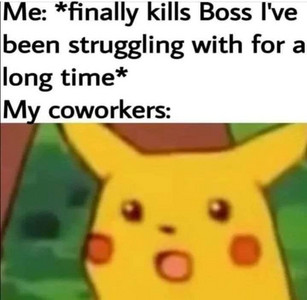 Me: *finally kills Boss I've
been struggling with for a
long time*
My coworkers: